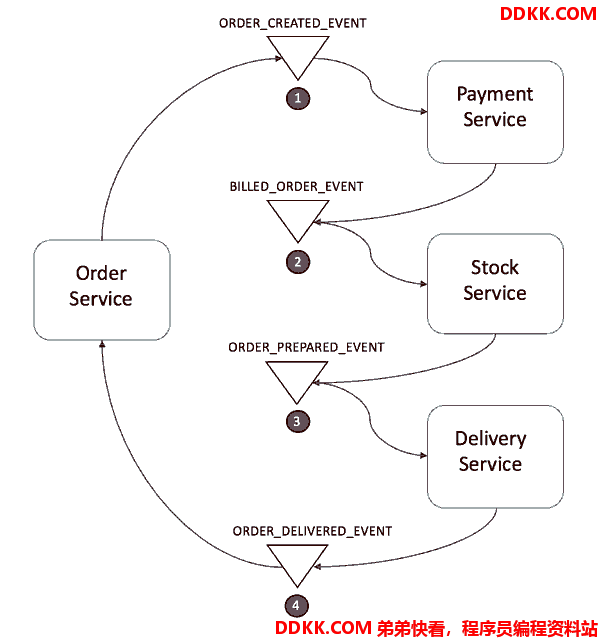 DDKK.COM
ORDER_CREATED_EVENT
1
Payment
Service
BILLED_ORDER_EVENT
2
Order
Service
Stock
Service
ORDER_PREPARED_EVENT
3
Delivery
Service
ORDER_DELIVERED_EVENT
4
DDKK.COM 弟弟快看，程序员编程资料站